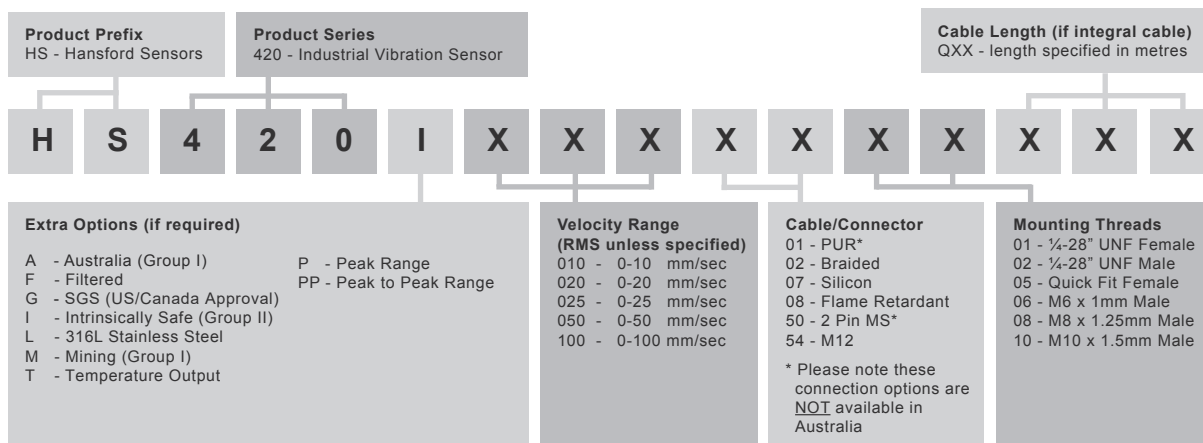 Product Prefix
HS - Hansford Sensors
Product Series
420 - Industrial Vibration Sensor
Cable Length (if integral cable)
QXX - length specified in metres
H S 4 2 0 I X X X X X X X X X X
Extra Options (if required)
A - Australia (Group I)
F - Filtered
G - SGS (US/Canada Approval)
I - Intrinsically Safe (Group II)
L - 316L Stainless Steel
M - Mining (Group I)
T - Temperature Output
P - Peak Range
PP - Peak to Peak Range
Velocity Range
(RMS unless specified)
010 - 0-10 mm/sec
020 - 0-20 mm/sec
025 - 0-25 mm/sec
050 - 0-50 mm/sec
100 - 0-100 mm/sec
Cable/Connector
01 - PUR*
02 - Braided
07 - Silicon
08 - Flame Retardant
50 - 2 Pin MS*
54 - M12
* Please note these
connection options are
NOT available in
Australia
Mounting Threads
01 - ¼-28” UNF Female
02 - ¼-28” UNF Male
05 - Quick Fit Female
06 - M6 x 1mm Male
08 - M8 x 1.25mm Male
10 - M10 x 1.5mm Male